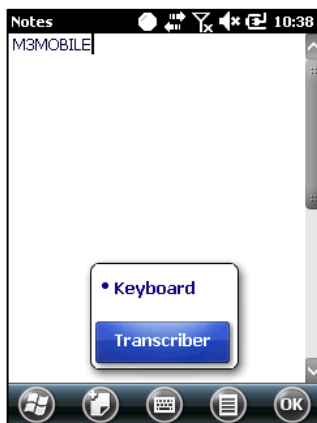 Notes 10:38
M3MOBILE
• Keyboard
Transcriber
OK